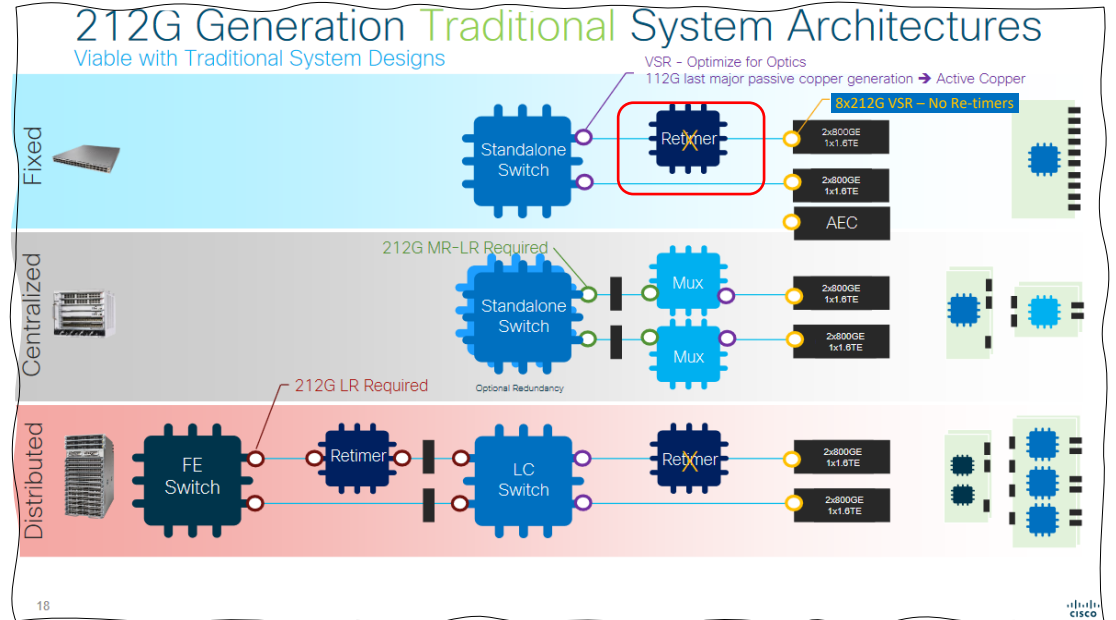 212G Generation Traditional System Architectures
Viable with Traditional System Designs
VSR - Optimize for Optics
112G last major passive copper generation ➔ Active Copper
8x212G VSR – No Re-timers
Fixed
Standalone
Switch
Retimer
X
2x800GE
1x1.6TE
2x800GE
1x1.6TE
AEC
Centralized
212G MR-LR Required
Standalone
Switch
Optional Redundancy
Mux
Mux
2x800GE
1x1.6TE
2x800GE
1x1.6TE
Distributed
212G LR Required
FE
Switch
Retimer
LC
Switch
Retimer
X
2x800GE
1x1.6TE
2x800GE
1x1.6TE
18
CISCO